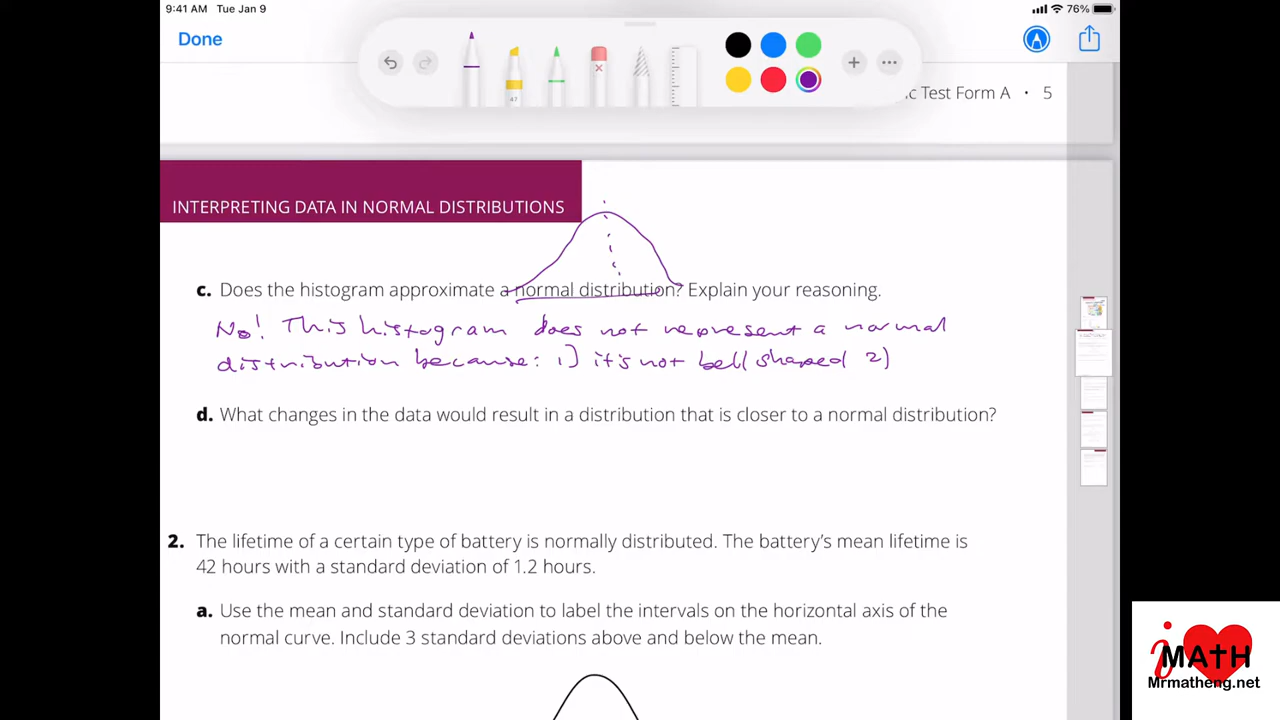 9:41 AM Tue Jan 9
76%
Done
47
c Test Form A • 5
INTERPRETING DATA IN NORMAL DISTRIBUTIONS
c. Does the histogram approximate a normal distribution? Explain your reasoning.
No! This histogram does not represent a normal
distribution because: 1) it's not bell shaped 2)
d. What changes in the data would result in a distribution that is closer to a normal distribution?
2. The lifetime of a certain type of battery is normally distributed. The battery's mean lifetime is
42 hours with a standard deviation of 1.2 hours.
a. Use the mean and standard deviation to label the intervals on the horizontal axis of the
normal curve. Include 3 standard deviations above and below the mean.
i
MATH
Mrmatheng.net